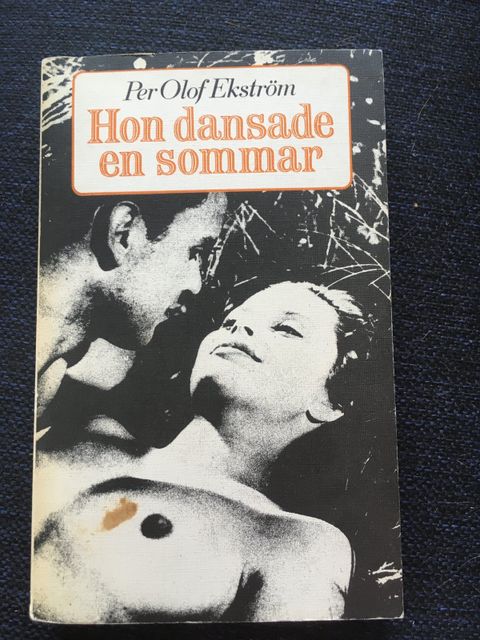 Per Olof Ekström
Hon dansade
en sommar